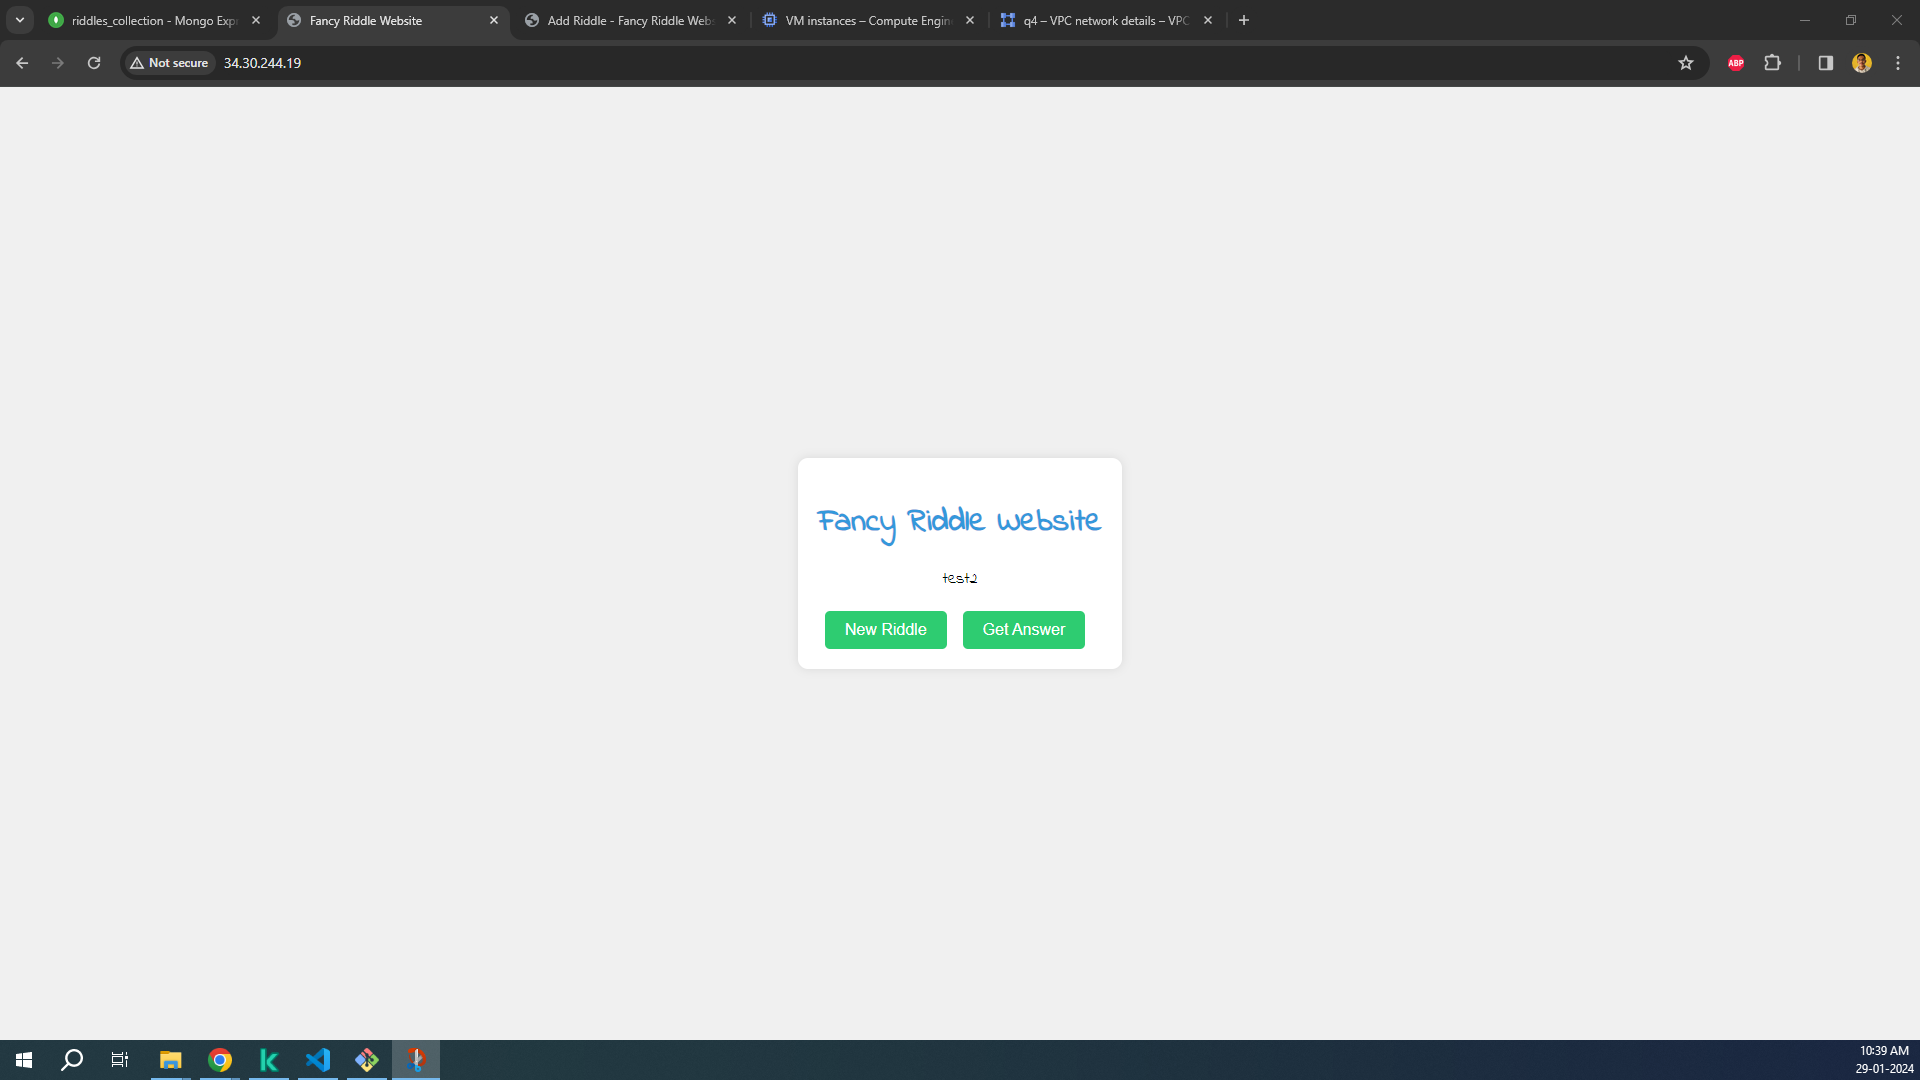 riddles_collection - Mongo Exp
Fancy Riddle Website
Add Riddle - Fancy Riddle Webs
VM instances – Compute Engin
q4 – VPC network details – VPC
Not secure
34.30.244.19
ABP
Fancy Riddle Website
test2
New Riddle
Get Answer
10:39 AM
29-01-2024